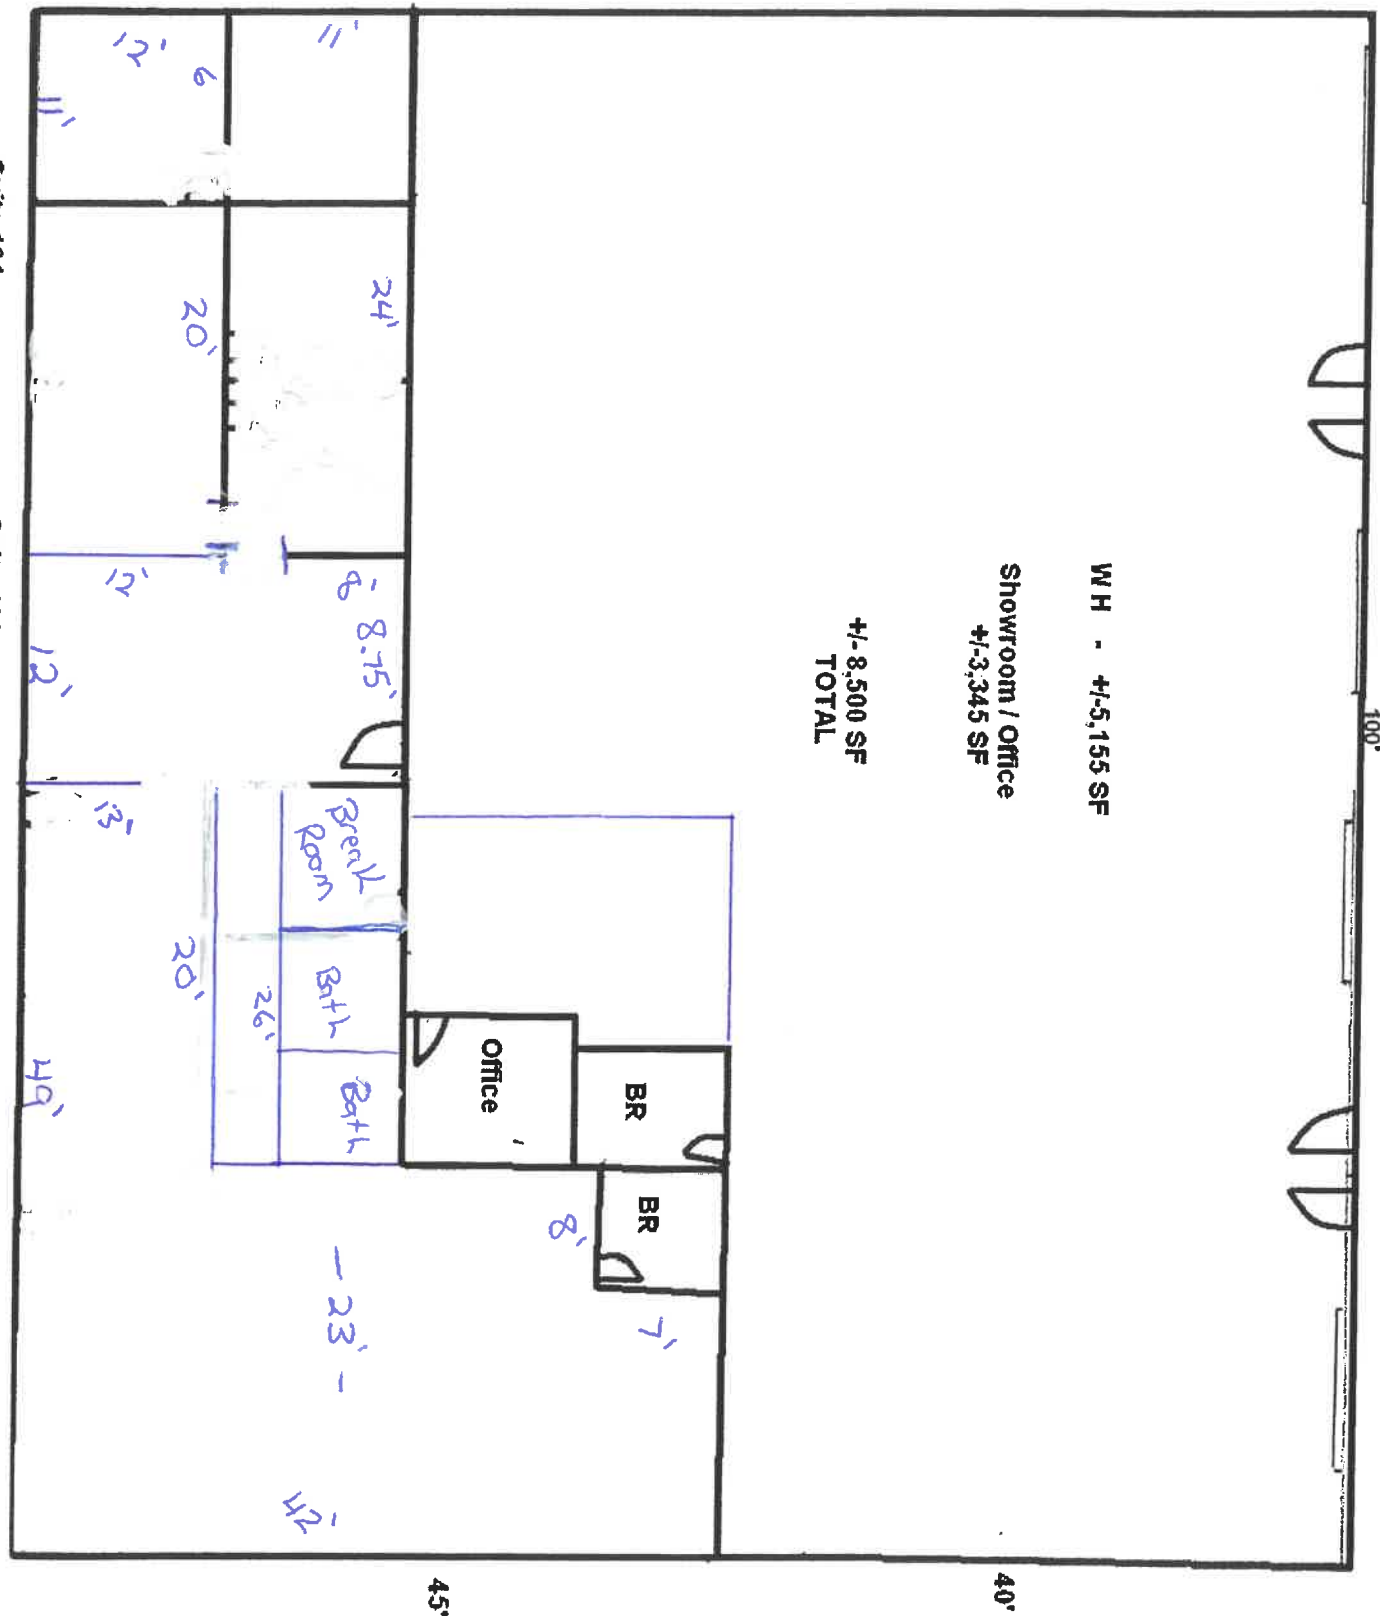 100'
WH - +/-5,155 SF
Showroom / Office
+/-3,345 SF
+/- 8,500 SF
TOTAL
40'
45'
BR
BR
Office
8'
7'
11'
24'
8'
8.75'
Break
Room
Bath
Bath
26'
20'
- 23' -
42'
12'
6
11'
20'
12'
12'
13'
49'